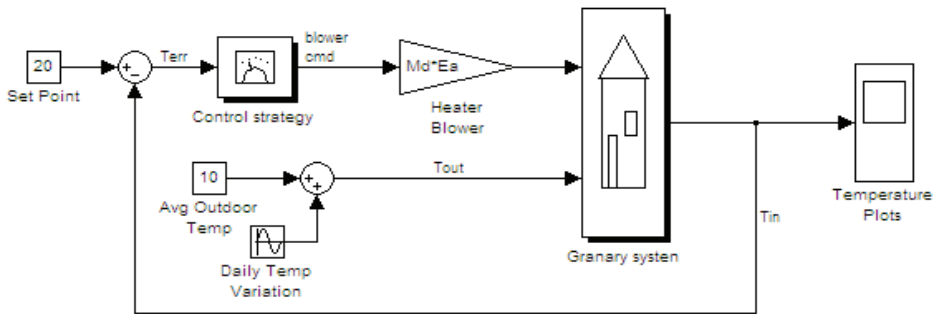 20
Set Point
+
−
Terr
Control strategy
blower
cmd
Md*Ea
Heater
Blower
10
Avg Outdoor
Temp
+
+
Daily Temp
Variation
Tout
Granary systen
Tin
Temperature
Plots